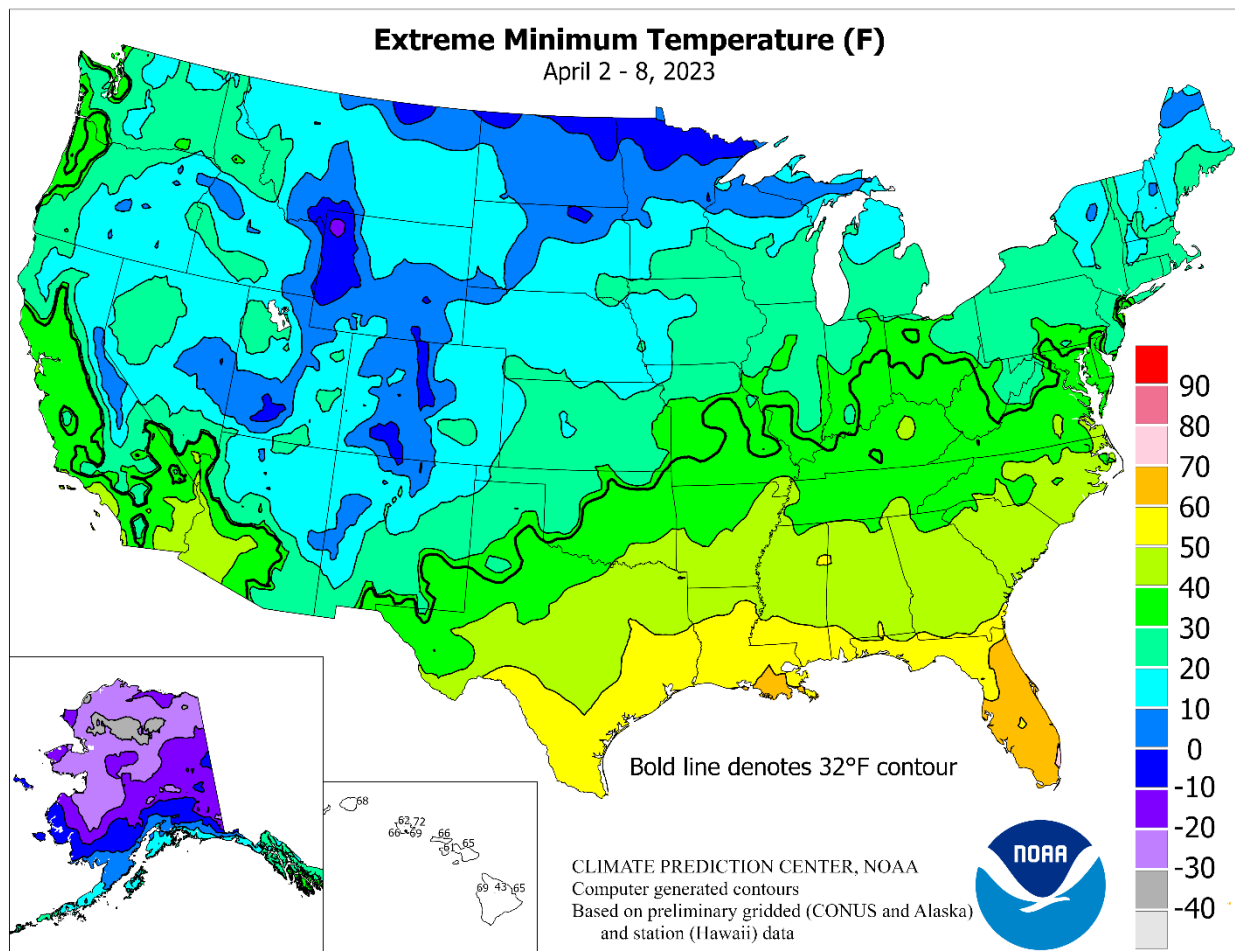 Extreme Minimum Temperature (F)
April 2 - 8, 2023
90
80
70
60
50
40
30
20
10
0
-10
-20
-30
-40
Bold line denotes 32°F contour
68
62 72
66 69
66
61 65
69 43 65
CLIMATE PREDICTION CENTER, NOAA
Computer generated contours
Based on preliminary gridded (CONUS and Alaska)
and station (Hawaii) data
NOAA